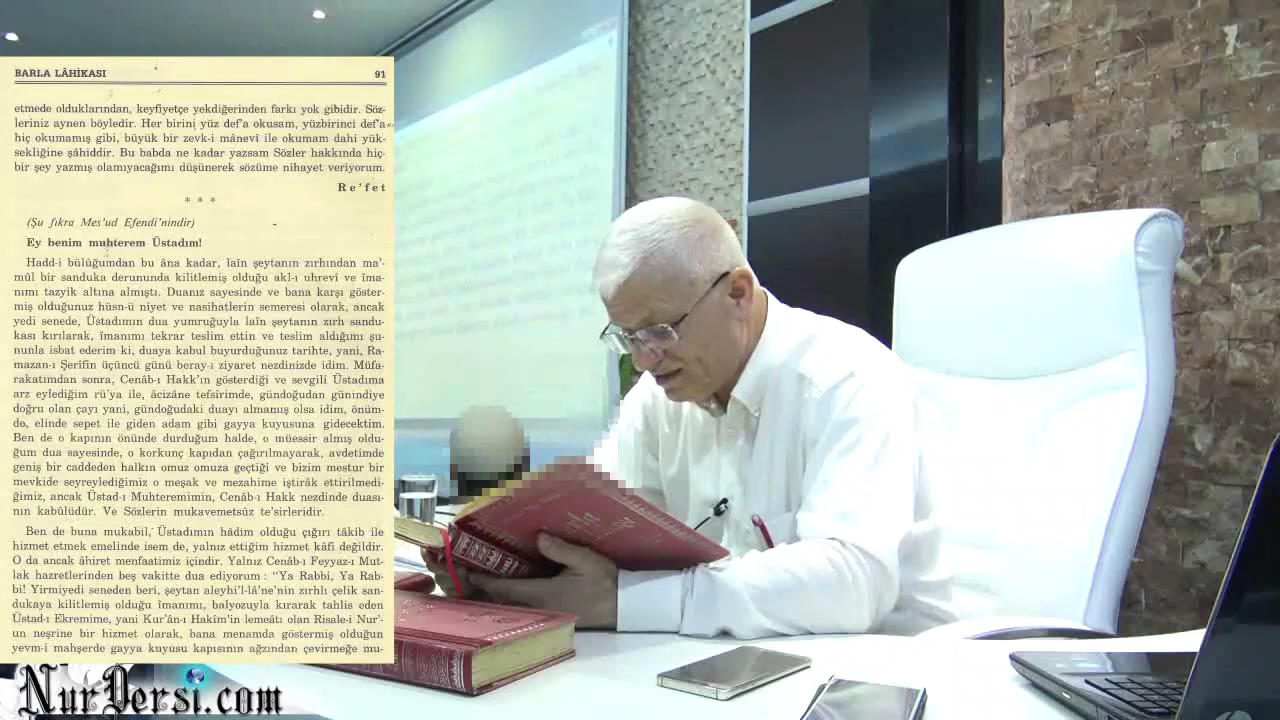 BARLA LÂHİKASI 91
etmede olduklarından, keyfiyetçe yekdiğerinden farkı yok gibidir. Söz-
leriniz aynen böyledir. Her birini yüz def'a okusam, yüzbirinci def'a
hiç okumamış gibi, büyük bir zevk-i mânevî ile okumam dahi yük-
sekliğine şâhiddir. Bu babda ne kadar yazsam Sözler hakkında hiç-
bir şey yazmış olamıyacağımı düşünerek sözüme nihayet veriyorum.
Re'fet
* * *
(Şu fıkra Mes'ud Efendi'nindir)
Ey benim muhterem Üstadım!
Hadd-i bülûğumdan bu âna kadar, laîn şeytanın zırhından ma'-
mûl bir sanduka derununda kilitlemiş olduğu akl-ı uhrevî ve îma-
nımı tazyik altına almıştı. Duanız sayesinde ve bana karşı göster-
miş olduğunuz hüsn-ü niyet ve nasihatlerin semeresi olarak, ancak
yedi senede, Üstadımın dua yumruğuyla laîn şeytanın zırh sandu-
kası kırılarak, îmanımı tekrar teslim ettin ve teslim aldığımı şu-
nunla isbat ederim ki, duaya kabul buyurduğunuz tarihte, yani, Ra-
mazan-ı Şerîfin üçüncü günü beray-ı ziyaret nezdinizde idim. Müfa-
rakatımdan sonra, Cenâb-ı Hakk'ın gösterdiği ve sevgili Üstadıma
arz eylediğim rü'ya ile, âcizâne tefsîrimde, gündoğudan günindiye
doğru olan çayı yani, gündoğudaki duayı almamış olsa idim, önüm-
de, elinde sepet ile giden adam gibi gayya kuyusuna gidecektim.
Ben de o kapının önünde durduğum halde, o müessir almış oldu-
ğum dua sayesinde, o korkunç kapıdan çağırılmayarak, avdetimde
geniş bir caddeden halkın omuz omuza geçtiği ve bizim mestur bir
mevkide seyreylediğimiz o meşak ve mezahime iştirâk ettirilmedi-
ğimiz, ancak Üstad-ı Muhteremimin, Cenâb-ı Hakk nezdinde duası-
nın kabûlüdür. Ve Sözlerin mukavemetsûz te'sirleridir.
Ben de buna mukabil, Üstadımın hâdim olduğu çığırı tâkib ile
hizmet etmek emelinde isem de, yalnız ettiğim hizmet kâfi değildir.
O da ancak âhiret menfaatimiz içindir. Yalnız Cenâb-ı Feyyaz-ı Mut-
lak hazretlerinden beş vakitte dua ediyorum: "Ya Rabbi, Ya Rab-
bi! Yirmiyedi seneden beri, şeytan aleyhi'l-lâ'ne'nin zırhlı çelik san-
dukaya kilitlemiş olduğu îmanımı, balyozuyla kırarak tahlis eden
Üstad-ı Ekremime, yani Kur'ân-ı Hakîm'in lemeâtı olan Risale-i Nur'-
un neşrine bir hizmet olarak, bana menamda göstermiş olduğun
yevm-i mahşerde gayya kuyusu kapısının ağzından çevirmeğe mu-
NurDersi.com